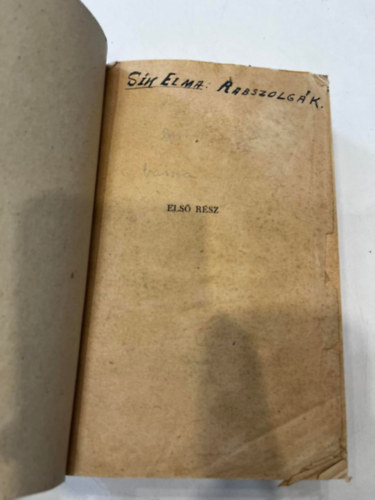 SÍK ELMA: RABSZOLGÁK.
ELSŐ RÉSZ